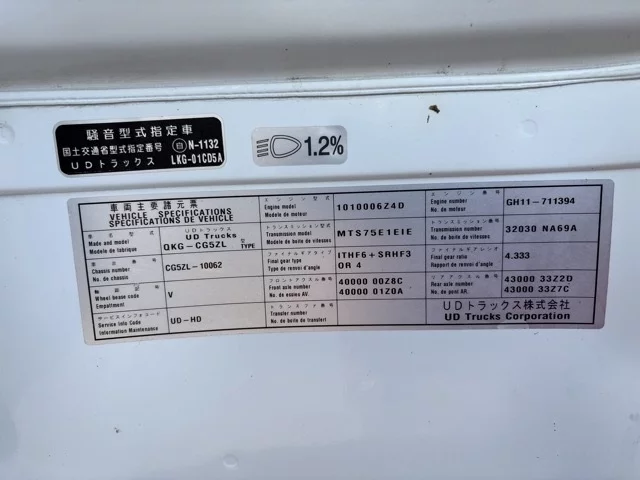 騒音型式指定車
国土交通省型式指定番号 自 N-1132
UDトラックス LKG-01CD5A
1.2%
車両主要諸元票
VEHICLE SPECIFICATIONS
SPECIFICATIONS DE VEHICLE
車名型式
Made and model
Modele de fabrique
UDトラックス
UD Trucks
QKG-CG5ZL 型 TYPE
車台番号
Chassis number
No. de chassis
CG5ZL-10062
Wheel base code
Empattement
V
サービスインフォコード
Service Info Code
Information Maintenance
UD-HD
エンジン型式
Engine model
Modele de moteur
1010006Z4D
トランスミッション型式
Transmission model
Modele de boite de vitesses
MTS75E1EIE
ファイナルギアタイプ
Final gear type
Type de renvoi d'angle
ITHF6+SRHF3
OR 4
フロントアクスル番号
Front axle number
No. de essieu AV.
40000 00Z8C
40000 01Z0A
トランスファ番号
Transfer number
No. de boite de transfert
エンジン番号
Engine number
No. de moteur
GH11-711394
トランスミッション番号
Transmission number
No. de boite de vitesses
32030 NA69A
ファイナルギアレシオ
Final gear ratio
Rapport de renvoi d'angle
4.333
リアアクスル番号
Rear axle number
No. de pont AR.
43000 33Z2D
43000 33Z7C
UDトラックス株式会社
UD Trucks Corporation